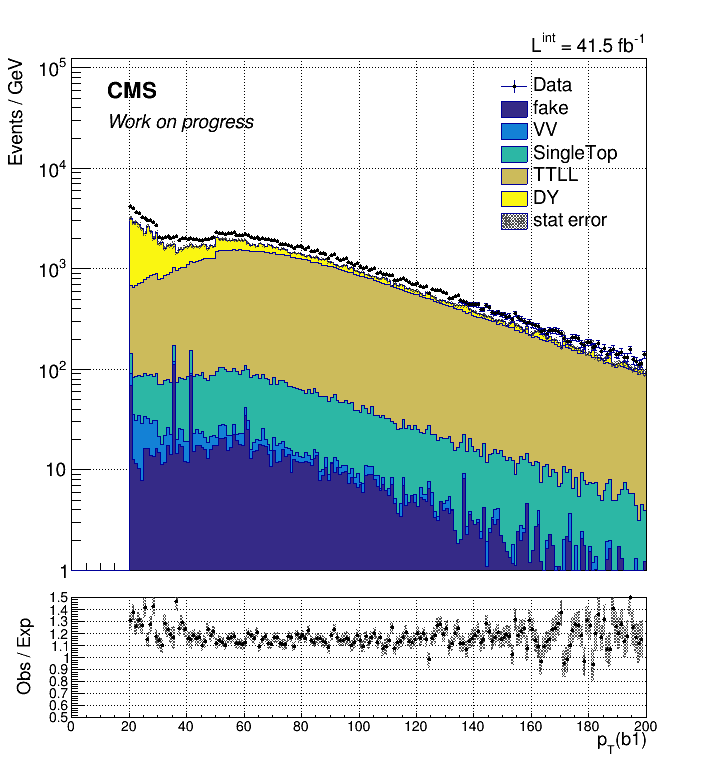 L^int = 41.5 fb^-1
Events / GeV
10^5
10^4
10^3
10^2
10
1
CMS
Work on progress
Data
fake
VV
SingleTop
TTLL
DY
stat error
Obs / Exp
1.5
1.4
1.3
1.2
1.1
1
0.9
0.8
0.7
0.6
0.5
0 20 40 60 80 100 120 140 160 180 200
p_T(b1)